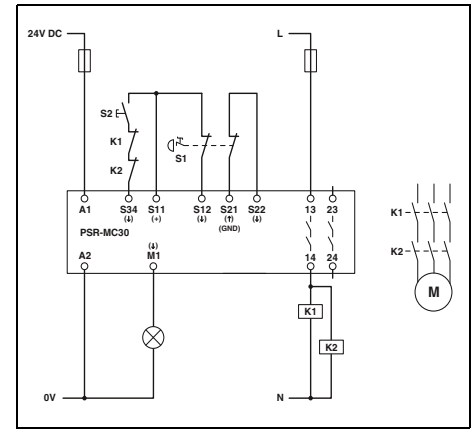 24V DC
L
S2
K1
K2
S1
A1 S34 S11 S12 S21 S22 13 23
(↓) (+) (↓) (↑) (↓)
(GND)
PSR-MC30
(↓)
A2 M1 14 24
K1
K2
K1
K2
M
0V
N